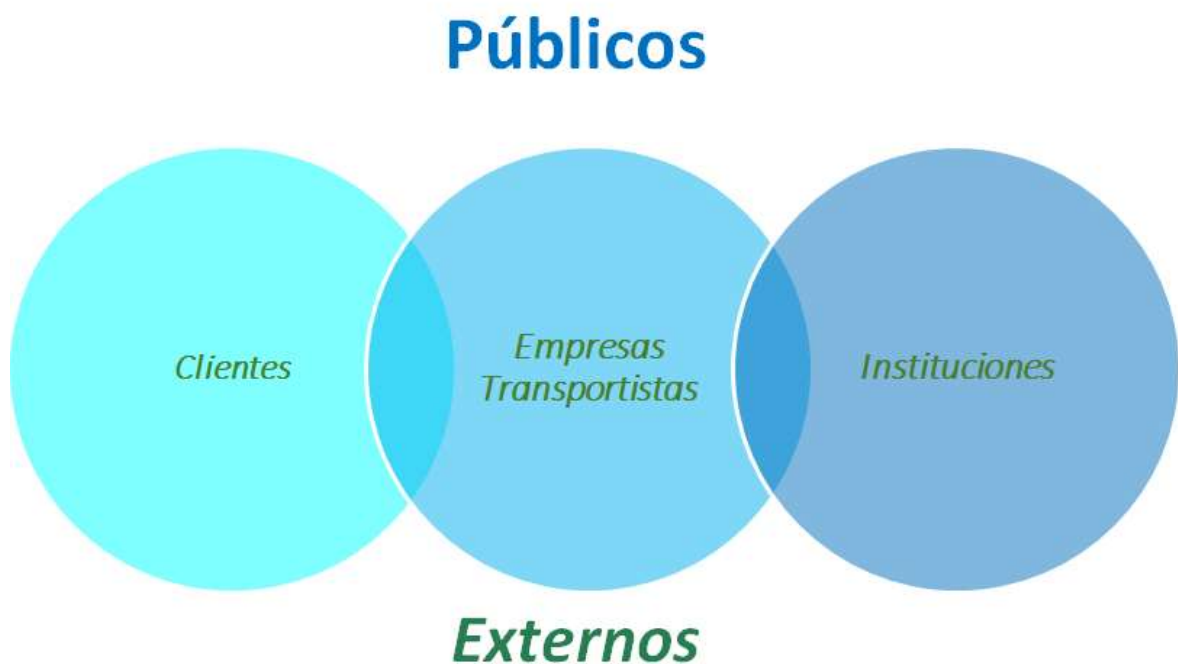 Públicos
Clientes
Empresas
Transportistas
Instituciones
Externos